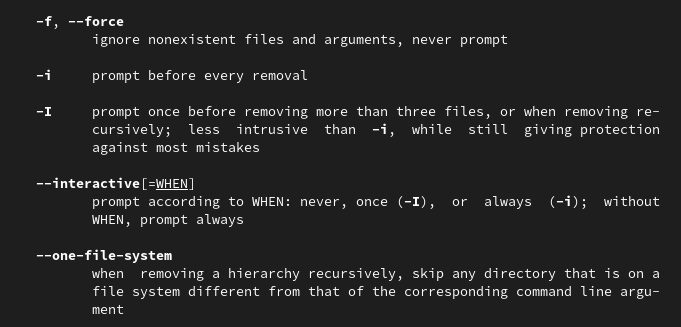 -f, --force
ignore nonexistent files and arguments, never prompt
-i prompt before every removal
-I prompt once before removing more than three files, or when removing re-
cursively; less intrusive than -i, while still giving protection
against most mistakes
--interactive[=WHEN]
prompt according to WHEN: never, once (-I), or always (-i); without
WHEN, prompt always
--one-file-system
when removing a hierarchy recursively, skip any directory that is on a
file system different from that of the corresponding command line argu-
ment